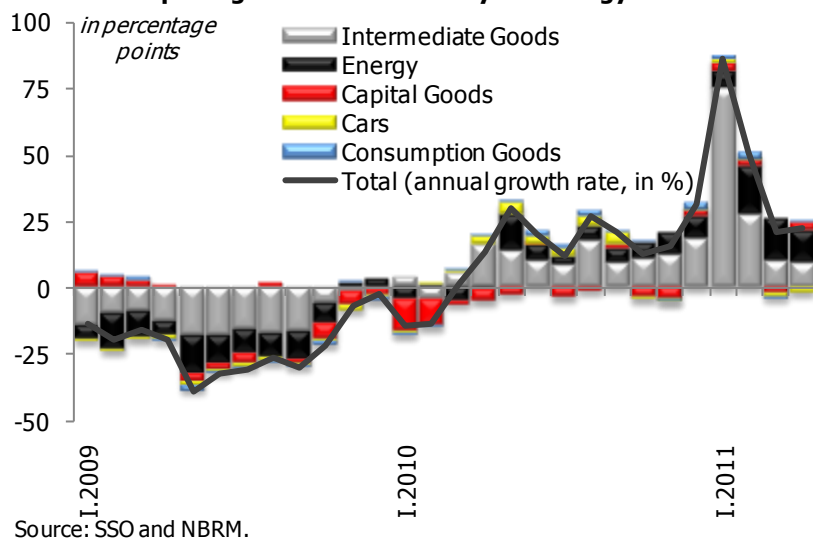 100
75
50
25
0
-25
-50
in percentage
points
Intermediate Goods
Energy
Capital Goods
Cars
Consumption Goods
Total (annual growth rate, in %)
I.2009
I.2010
I.2011
Source: SSO and NBRM.